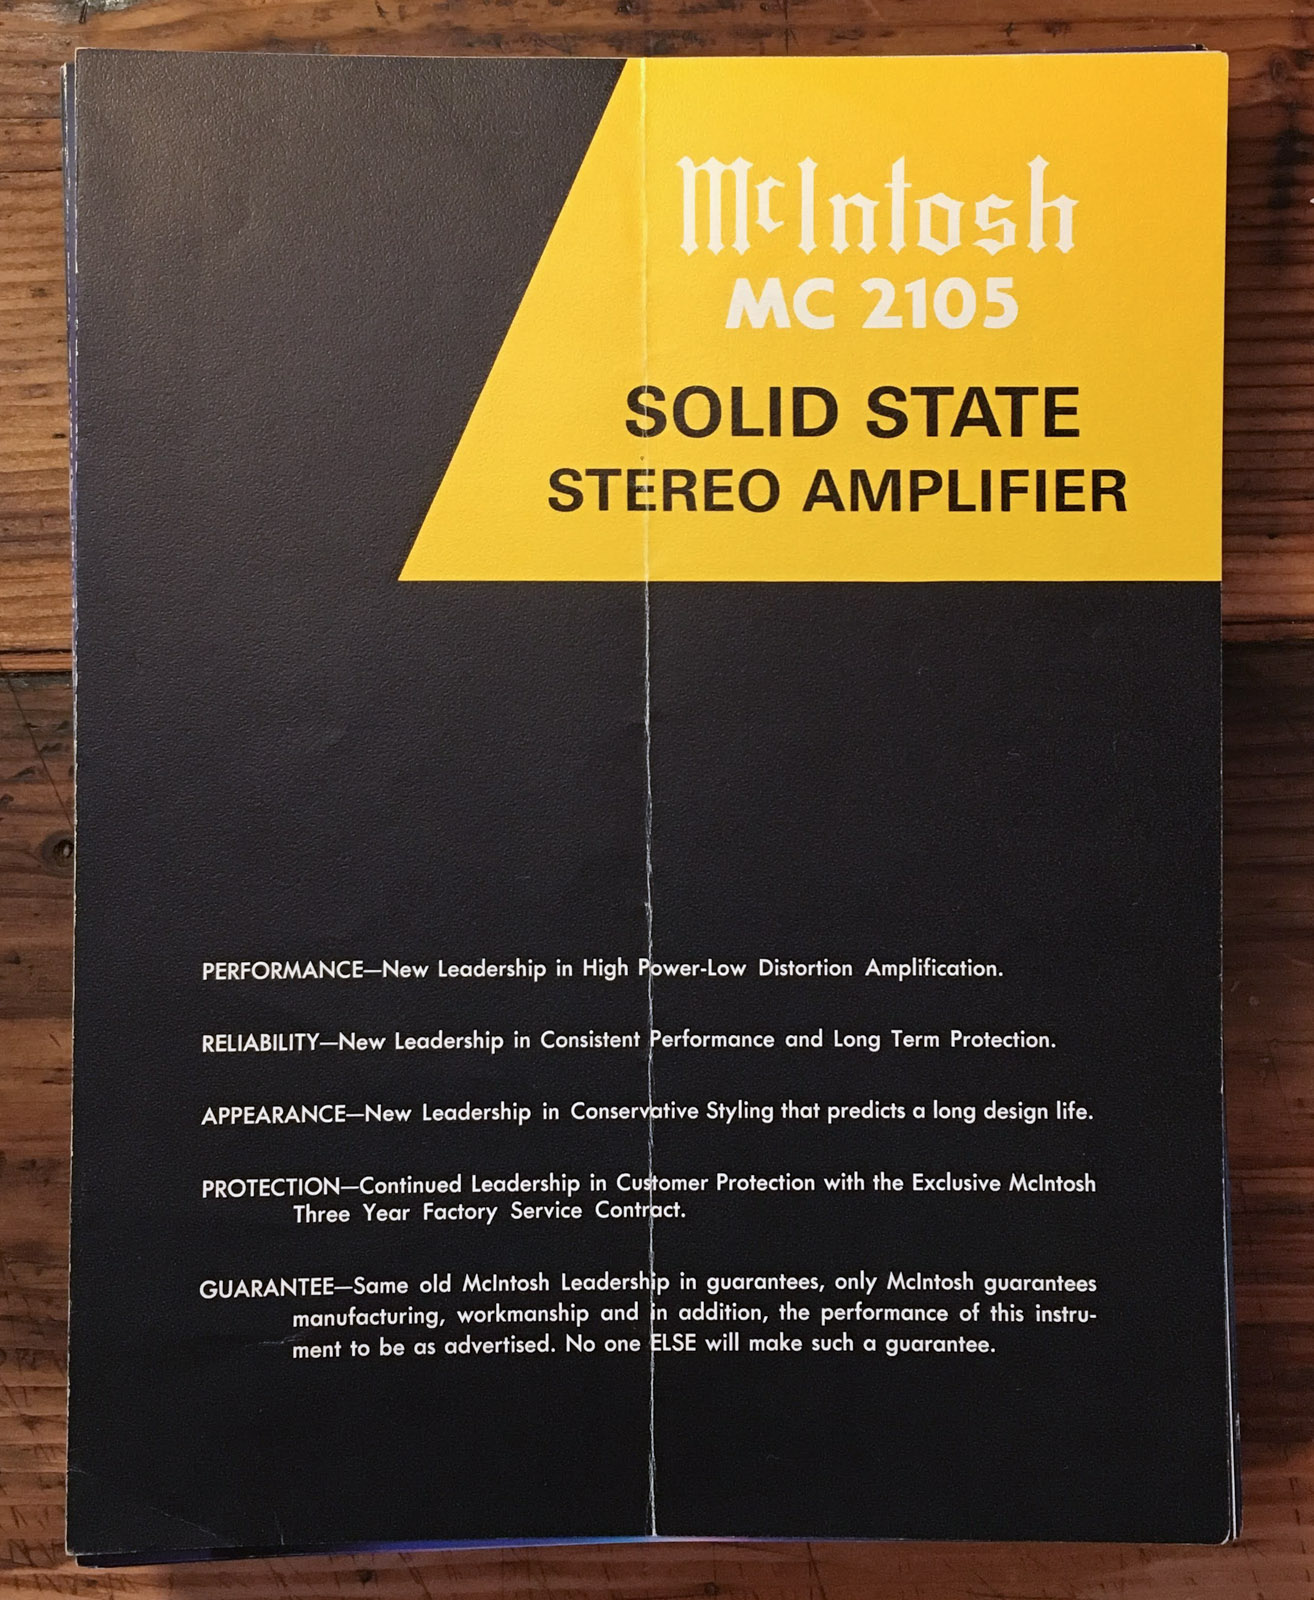 McIntosh
MC 2105
SOLID STATE
STEREO AMPLIFIER
PERFORMANCE—New Leadership in High Power-Low Distortion Amplification.
RELIABILITY—New Leadership in Consistent Performance and Long Term Protection.
APPEARANCE—New Leadership in Conservative Styling that predicts a long design life.
PROTECTION—Continued Leadership in Customer Protection with the Exclusive McIntosh
Three Year Factory Service Contract.
GUARANTEE—Same old McIntosh Leadership in guarantees, only McIntosh guarantees
manufacturing, workmanship and in addition, the performance of this instru-
ment to be as advertised. No one ELSE will make such a guarantee.